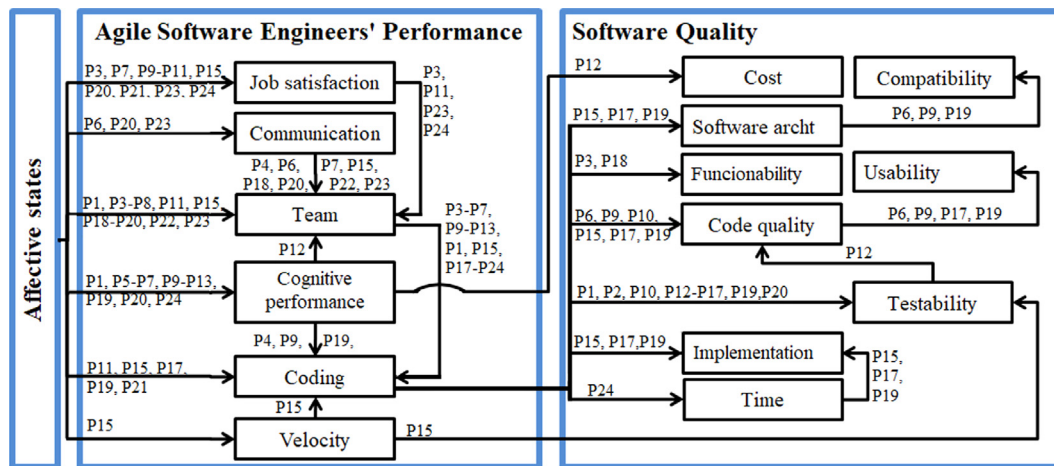 Agile Software Engineers' Performance
Software Quality
Affective states
P3, P7, P9-P11, P15,
P20, P21, P23, P24
Job satisfaction
P3,
P11,
P23,
P24
P6, P20, P23
Communication
P4, P6,
P18, P20,
P7, P15,
P22, P23
P1, P3-P8, P11, P15
P18-P20, P22, P23
Team
P12
P3-P7,
P9-P13,
P1, P15,
P17-P24
P1, P5-P7, P9-P13,
P19, P20, P24
Cognitive
performance
P4, P9,
P19,
P11, P15, P17,
P19, P21
Coding
P15
P15
Velocity
P15
P12
Cost
Compatibility
P15, P17, P19
Software archt
P6, P9, P19
P3, P18
Funcionability
Usability
P6, P9, P10,
P15, P17, P19
Code quality
P6, P9, P17, P19
P12
P1, P2, P10, P12-P17, P19,P20
Testability
P15, P17,P19
Implementation
P15,
P17,
P19
P24
Time